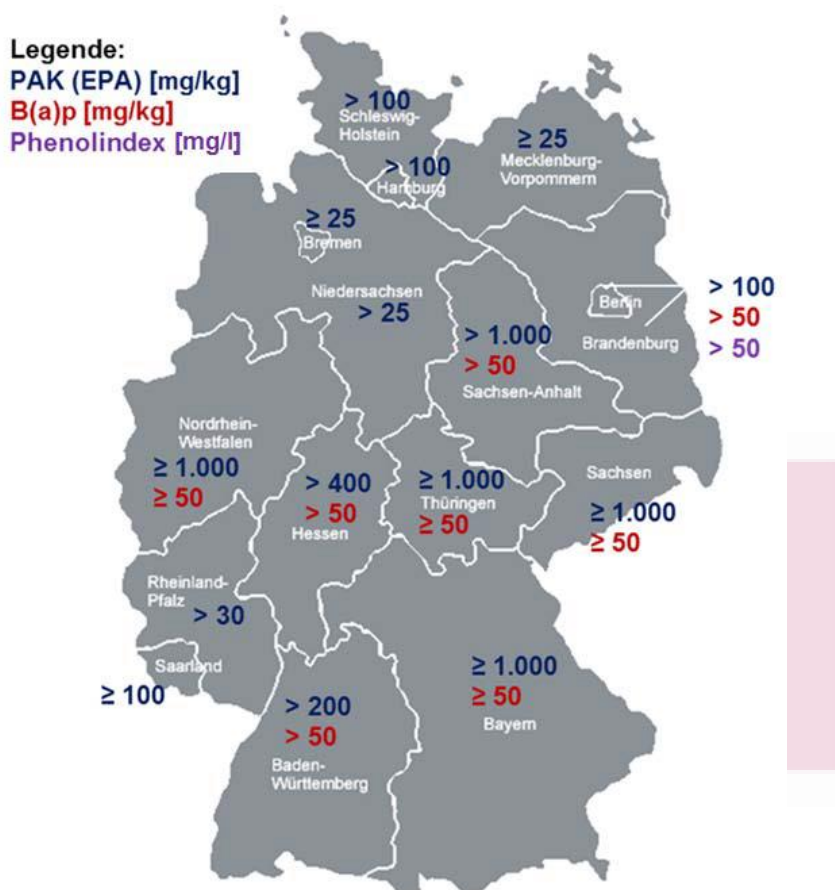 Legende:
PAK (EPA) [mg/kg]
B(a)p [mg/kg]
Phenolindex [mg/l]
> 100
Schleswig-
Holstein
> 100
Hamburg
≥ 25
Mecklenburg-
Vorpommern
≥ 25
Bremen
Niedersachsen
> 25
Berlin
Brandenburg
> 100
> 50
> 50
> 1.000
> 50
Sachsen-Anhalt
Nordrhein-
Westfalen
≥ 1.000
≥ 50
> 400
> 50
Hessen
≥ 1.000
Thüringen
≥ 50
Sachsen
≥ 1.000
≥ 50
Rheinland-
Pfalz
> 30
Saarland
≥ 100
> 200
> 50
Baden-
Württemberg
≥ 1.000
≥ 50
Bayern